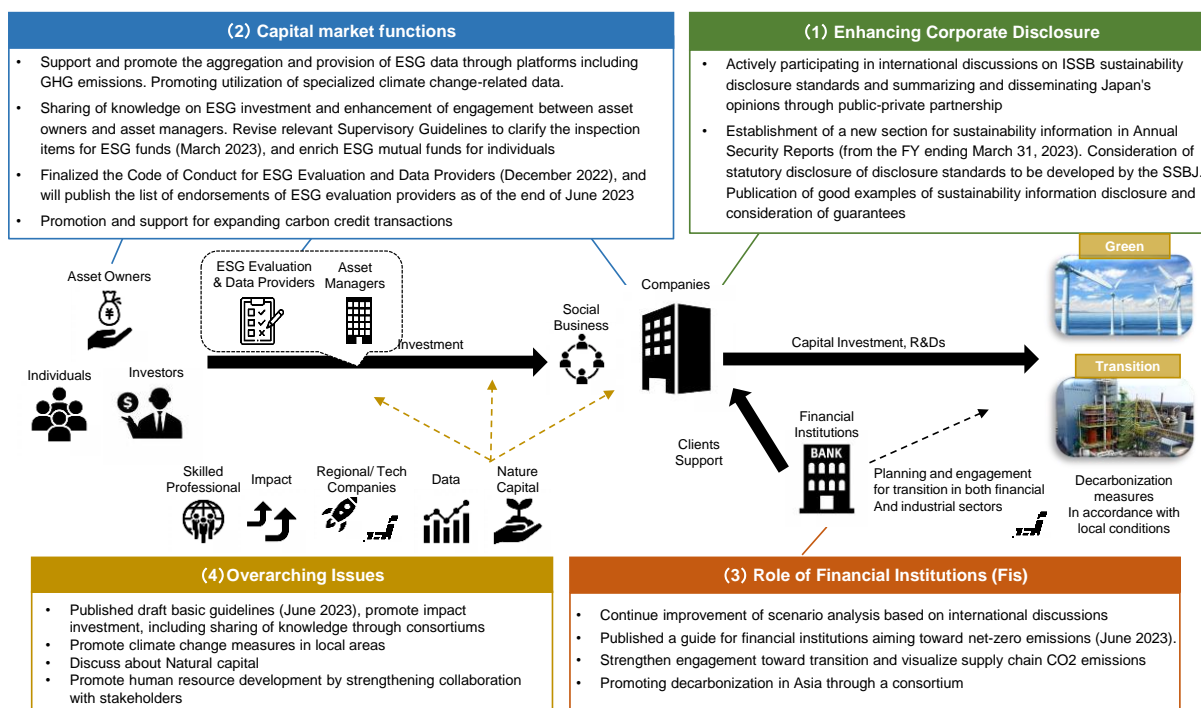 (2) Capital market functions
• Support and promote the aggregation and provision of ESG data through platforms including
GHG emissions. Promoting utilization of specialized climate change-related data.
• Sharing of knowledge on ESG investment and enhancement of engagement between asset
owners and asset managers. Revise relevant Supervisory Guidelines to clarify the inspection
items for ESG funds (March 2023), and enrich ESG mutual funds for individuals
• Finalized the Code of Conduct for ESG Evaluation and Data Providers (December 2022), and
will publish the list of endorsements of ESG evaluation providers as of the end of June 2023
• Promotion and support for expanding carbon credit transactions
(1) Enhancing Corporate Disclosure
• Actively participating in international discussions on ISSB sustainability
disclosure standards and summarizing and disseminating Japan's
opinions through public-private partnership
• Establishment of a new section for sustainability information in Annual
Security Reports (from the FY ending March 31, 2023). Consideration of
statutory disclosure of disclosure standards to be developed by the SSBJ.
Publication of good examples of sustainability information disclosure and
consideration of guarantees
Asset Owners
ESG Evaluation
& Data Providers
Asset
Managers
Individuals
Investors
Investment
Social
Business
Companies
Capital Investment, R&Ds
Green
Transition
Clients
Support
Financial
Institutions
BANK
Planning and engagement
for transition in both financial
And industrial sectors
Decarbonization
measures
In accordance with
local conditions
Skilled
Professional
Impact
Regional/ Tech
Companies
Data
Nature
Capital
(4)Overarching Issues
• Published draft basic guidelines (June 2023), promote impact
investment, including sharing of knowledge through consortiums
• Promote climate change measures in local areas
• Discuss about Natural capital
• Promote human resource development by strengthening collaboration
with stakeholders
(3) Role of Financial Institutions (Fis)
• Continue improvement of scenario analysis based on international discussions
• Published a guide for financial institutions aiming toward net-zero emissions (June 2023).
• Strengthen engagement toward transition and visualize supply chain CO2 emissions
• Promoting decarbonization in Asia through a consortium